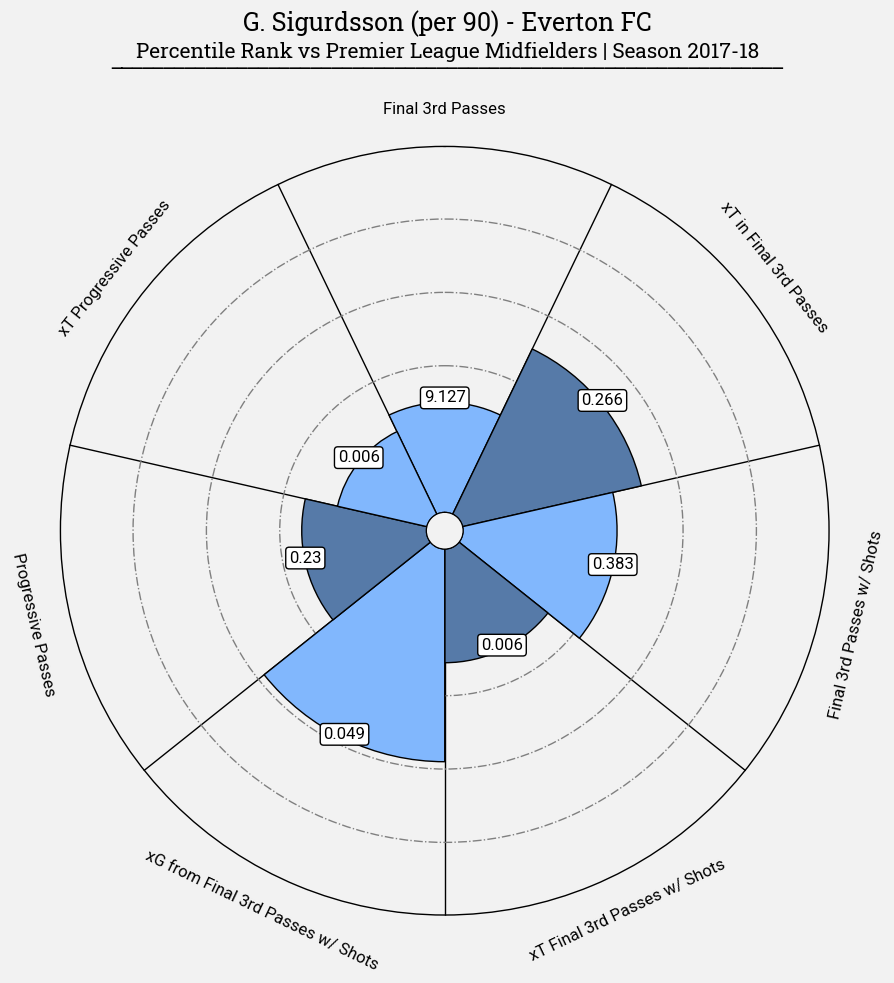 G. Sigurdsson (per 90) - Everton FC
Percentile Rank vs Premier League Midfielders | Season 2017-18
Final 3rd Passes
xT in Final 3rd Passes
Final 3rd Passes w/ Shots
xT Final 3rd Passes w/ Shots
xG from Final 3rd Passes w/ Shots
Progressive Passes
xT Progressive Passes
9.127
0.266
0.383
0.006
0.049
0.23
0.006